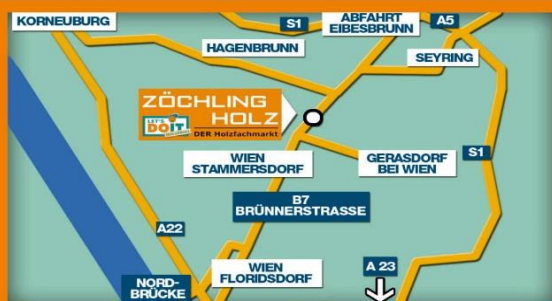 KORNEUBURG
S1
ABFAHRT
EIBESBRUNN
A5
HAGENBRUNN
SEYRING
ZÖCHLING
HOLZ
LET'S
DOIT
DER Holzfachmarkt
WIEN
STAMMERSDORF
GERASDORF
BEI WIEN
S1
B7
BRÜNNERSTRASSE
A22
WIEN
FLORIDSDORF
A 23
NORD-
BRÜCKE